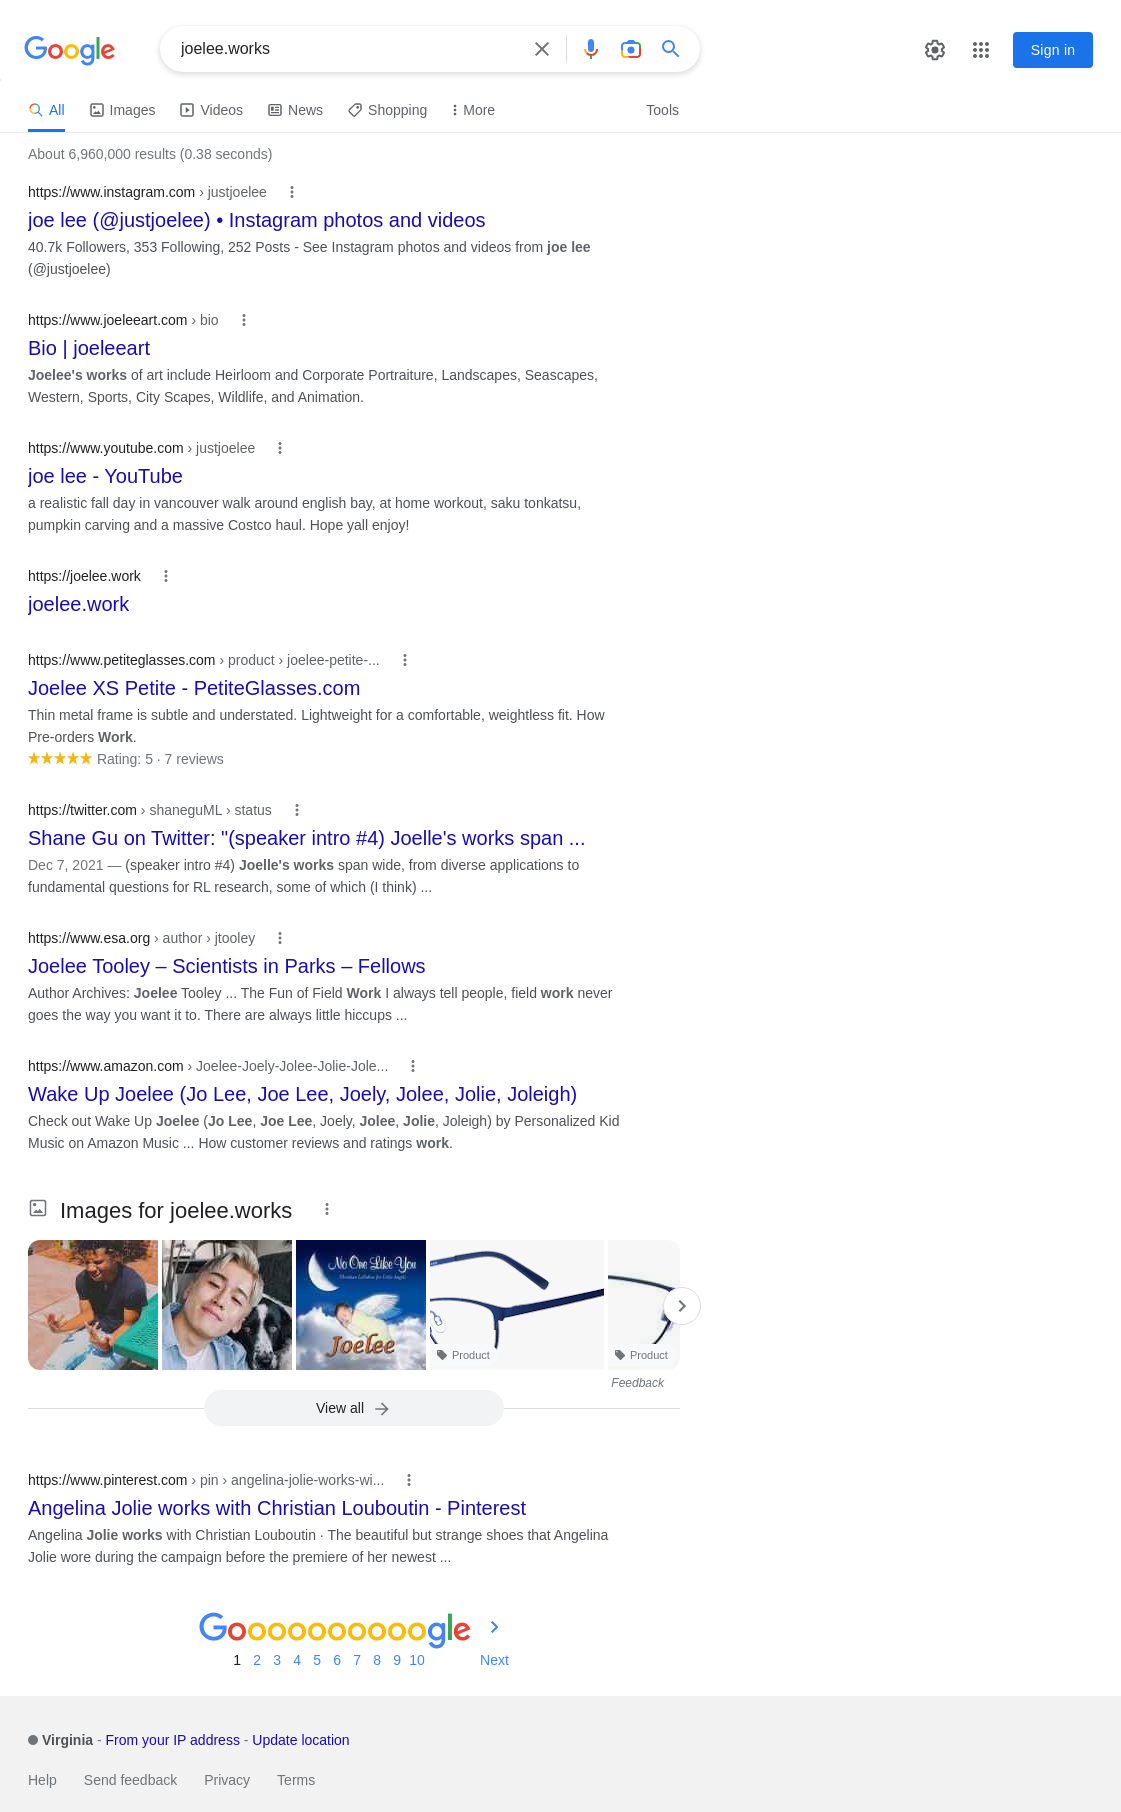 Google
joelee.works
Sign in
All Images Videos News Shopping More Tools
About 6,960,000 results (0.38 seconds)
https://www.instagram.com › justjoelee
joe lee (@justjoelee) • Instagram photos and videos
40.7k Followers, 353 Following, 252 Posts - See Instagram photos and videos from joe lee
(@justjoelee)
https://www.joeleeart.com › bio
Bio | joeleeart
Joelee's works of art include Heirloom and Corporate Portraiture, Landscapes, Seascapes,
Western, Sports, City Scapes, Wildlife, and Animation.
https://www.youtube.com › justjoelee
joe lee - YouTube
a realistic fall day in vancouver walk around english bay, at home workout, saku tonkatsu,
pumpkin carving and a massive Costco haul. Hope yall enjoy!
https://joelee.work
joelee.work
https://www.petiteglasses.com › product › joelee-petite-...
Joelee XS Petite - PetiteGlasses.com
Thin metal frame is subtle and understated. Lightweight for a comfortable, weightless fit. How
Pre-orders Work.
Rating: 5 · 7 reviews
https://twitter.com › shaneguML › status
Shane Gu on Twitter: "(speaker intro #4) Joelle's works span ...
Dec 7, 2021 — (speaker intro #4) Joelle's works span wide, from diverse applications to
fundamental questions for RL research, some of which (I think) ...
https://www.esa.org › author › jtooley
Joelee Tooley – Scientists in Parks – Fellows
Author Archives: Joelee Tooley ... The Fun of Field Work I always tell people, field work never
goes the way you want it to. There are always little hiccups ...
https://www.amazon.com › Joelee-Joely-Jolee-Jolie-Jole...
Wake Up Joelee (Jo Lee, Joe Lee, Joely, Jolee, Jolie, Joleigh)
Check out Wake Up Joelee (Jo Lee, Joe Lee, Joely, Jolee, Jolie, Joleigh) by Personalized Kid
Music on Amazon Music ... How customer reviews and ratings work.
Images for joelee.works
No One Like You
Christian Lullabies for Little Angels
Joelee
Product
Product
Feedback
View all
https://www.pinterest.com › pin › angelina-jolie-works-wi...
Angelina Jolie works with Christian Louboutin - Pinterest
Angelina Jolie works with Christian Louboutin · The beautiful but strange shoes that Angelina
Jolie wore during the campaign before the premiere of her newest ...
Goooooooooogle
1 2 3 4 5 6 7 8 9 10 Next
Virginia - From your IP address - Update location
Help Send feedback Privacy Terms